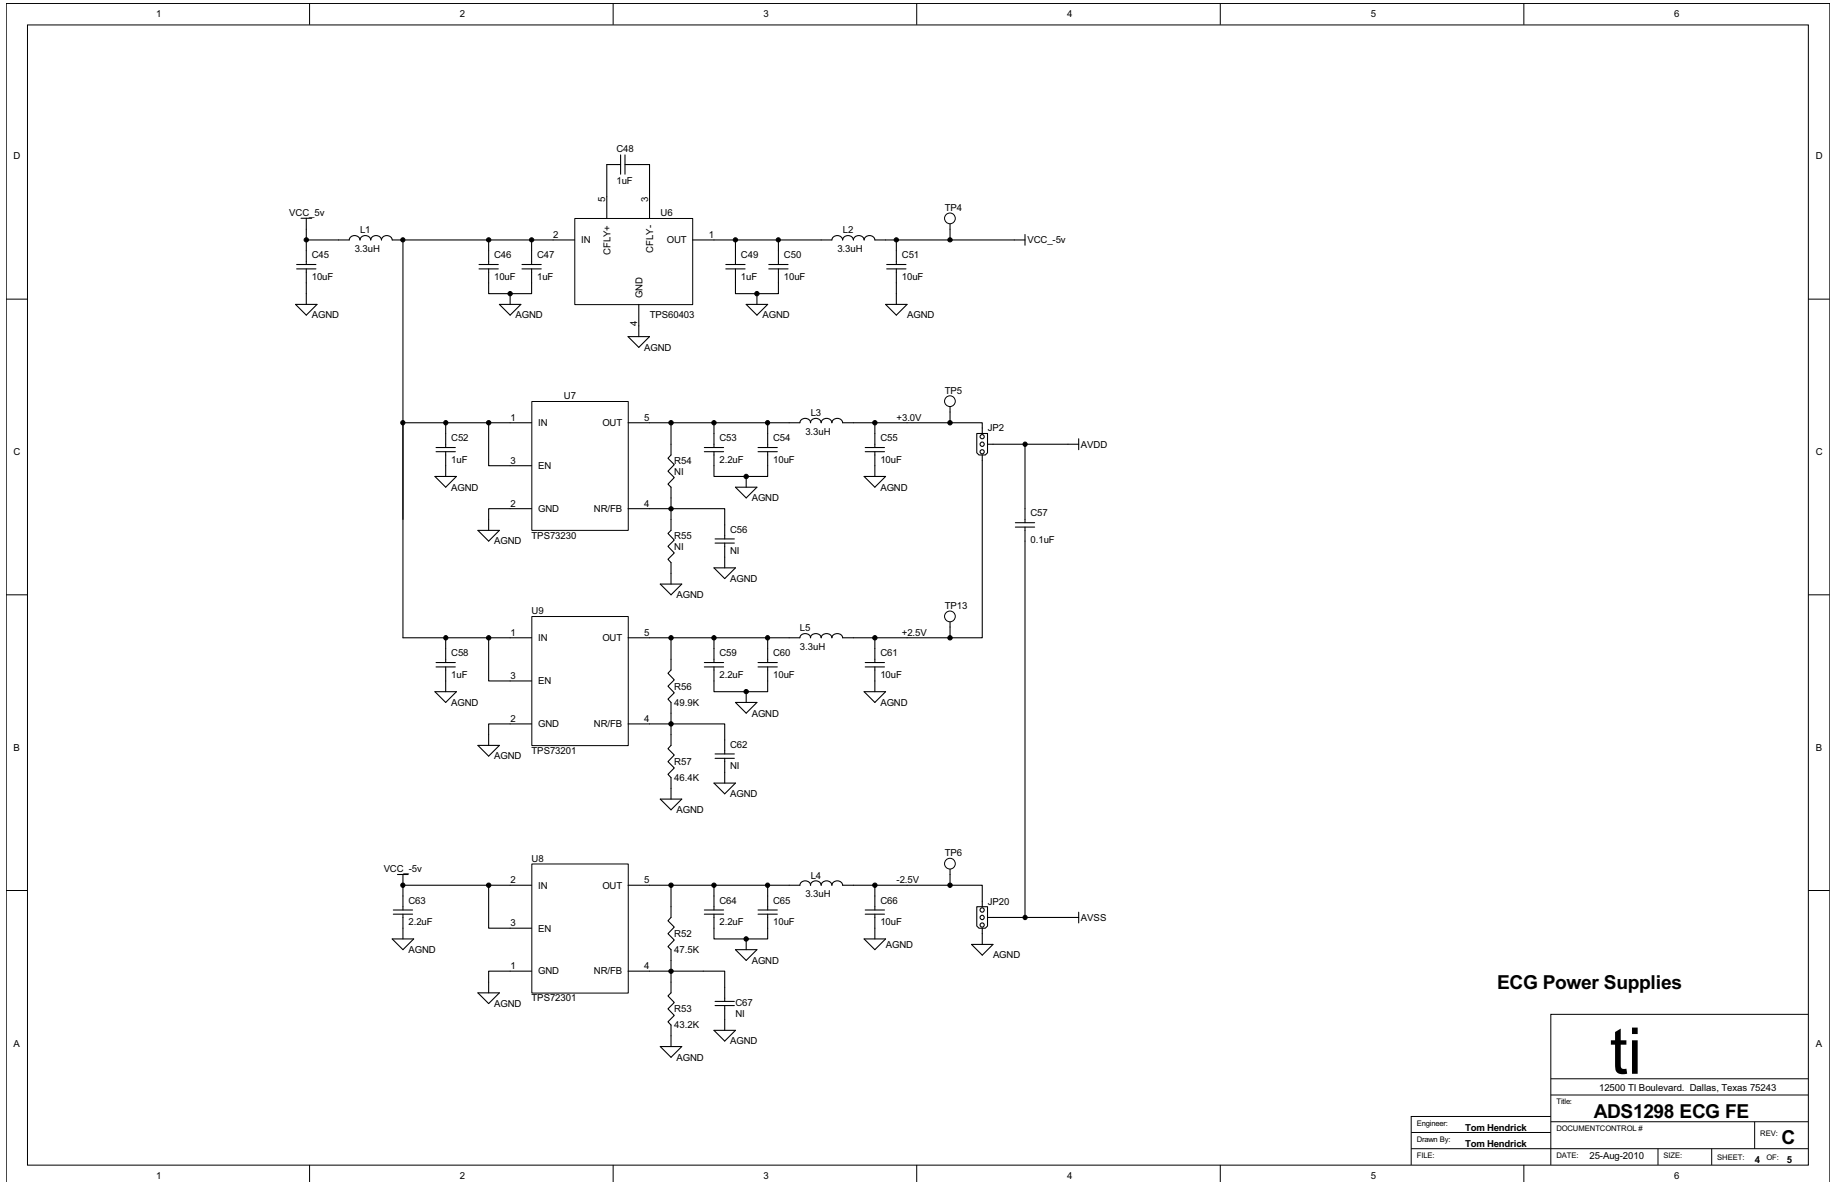 1 2 3 4 5 6
D D
C48
1uF
5 3
VCC_5v
L1
3.3uH
U6
TP4
2 IN CFLY+ CFLY- OUT 1
L2
3.3uH
VCC_-5v
C45
10uF
C46
10uF
C47
1uF
GND
C49
1uF
C50
10uF
C51
10uF
AGND
AGND
4
TPS60403
AGND
AGND
AGND
C C
U7
TP5
1 IN OUT 5
L3
3.3uH
+3.0V
JP2
AVDD
C52
1uF
AGND
3 EN
R54
NI
C53
2.2uF
C54
10uF
AGND
C55
10uF
AGND
2 GND NR/FB 4
AGND
TPS73230
R55
NI
C56
NI
AGND
AGND
C57
0.1uF
U9
TP13
1 IN OUT 5
L5
3.3uH
+2.5V
C58
1uF
AGND
3 EN
R56
49.9K
C59
2.2uF
C60
10uF
AGND
C61
10uF
AGND
2 GND NR/FB 4
AGND
TPS73201
B B
R57
46.4K
C62
NI
AGND
AGND
VCC_-5v
U8
TP6
2 IN OUT 5
L4
3.3uH
-2.5V
JP20
AVSS
C63
2.2uF
AGND
3 EN
R52
47.5K
C64
2.2uF
C65
10uF
AGND
C66
10uF
AGND
AGND
1 GND NR/FB 4
AGND
TPS72301
R53
43.2K
C67
NI
AGND
AGND
A A
ECG Power Supplies
ti
12500 TI Boulevard. Dallas, Texas 75243
Title:
ADS1298 ECG FE
Engineer: Tom Hendrick
DOCUMENTCONTROL #
REV: C
Drawn By: Tom Hendrick
FILE:
DATE: 25-Aug-2010
SIZE:
SHEET: 4 OF: 5
1 2 3 4 5 6